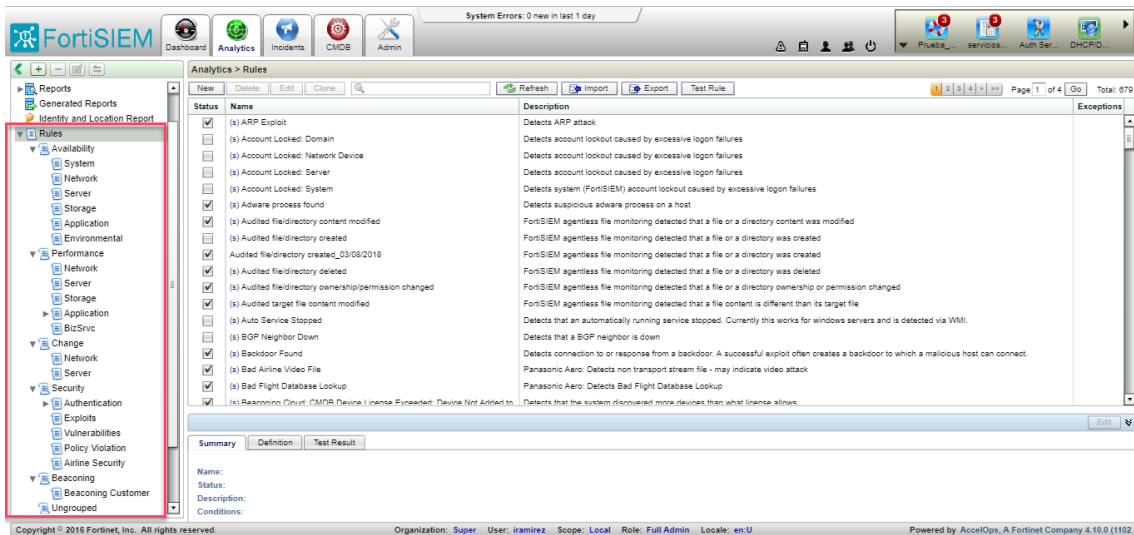 System Errors: 0 new in last 1 day
FortiSIEM
Dashboard Analytics Incidents CMDB Admin
3 3
Prueba_... servicios... Auth Ser... DHCP/D...
Analytics > Rules
New Delete Edit Clone Refresh Import Export Test Rule 1 2 3 4 > >> Page 1 of 4 Go Total: 679
Reports
Generated Reports
Identity and Location Report
Rules
Availability
System
Network
Server
Storage
Application
Environmental
Performance
Network
Server
Storage
Application
BizSrvc
Change
Network
Server
Security
Authentication
Exploits
Vulnerabilities
Policy Violation
Airline Security
Beaconing
Beaconing Customer
Ungrouped
Status Name Description Exceptions
(s) ARP Exploit Detects ARP attack
(s) Account Locked: Domain Detects account lockout caused by excessive logon failures
(s) Account Locked: Network Device Detects account lockout caused by excessive logon failures
(s) Account Locked: Server Detects account lockout caused by excessive logon failures
(s) Account Locked: System Detects system (FortiSIEM) account lockout caused by excessive logon failures
(s) Adware process found Detects suspicious adware process on a host
(s) Audited file/directory content modified FortiSIEM agentless file monitoring detected that a file or a directory content was modified
(s) Audited file/directory created FortiSIEM agentless file monitoring detected that a file or a directory was created
Audited file/directory created_03/08/2018 FortiSIEM agentless file monitoring detected that a file or a directory was created
(s) Audited file/directory deleted FortiSIEM agentless file monitoring detected that a file or a directory was deleted
(s) Audited file/directory ownership/permission changed FortiSIEM agentless file monitoring detected that a file or a directory ownership or permission changed
(s) Audited target file content modified FortiSIEM agentless file monitoring detected that a file content is different than its target file
(s) Auto Service Stopped Detects that an automatically running service stopped. Currently this works for windows servers and is detected via WMI.
(s) BGP Neighbor Down Detects that a BGP neighbor is down
(s) Backdoor Found Detects connection to or response from a backdoor. A successful exploit often creates a backdoor to which a malicious host can connect.
(s) Bad Airline Video File Panasonic Aero: Detects non transport stream file - may indicate video attack
(s) Bad Flight Database Lookup Panasonic Aero: Detects Bad Flight Database Lookup
(s) Beaconing Cloud: CMDB Device License Exceeded: Device Not Added to Detects that the system discovered more devices than what license allows
Edit
Summary Definition Test Result
Name:
Status:
Description:
Conditions:
Copyright © 2016 Fortinet, Inc. All rights reserved. Organization: Super User: iramirez Scope: Local Role: Full Admin Locale: en:U Powered by AccelOps, A Fortinet Company 4.10.0 (1102